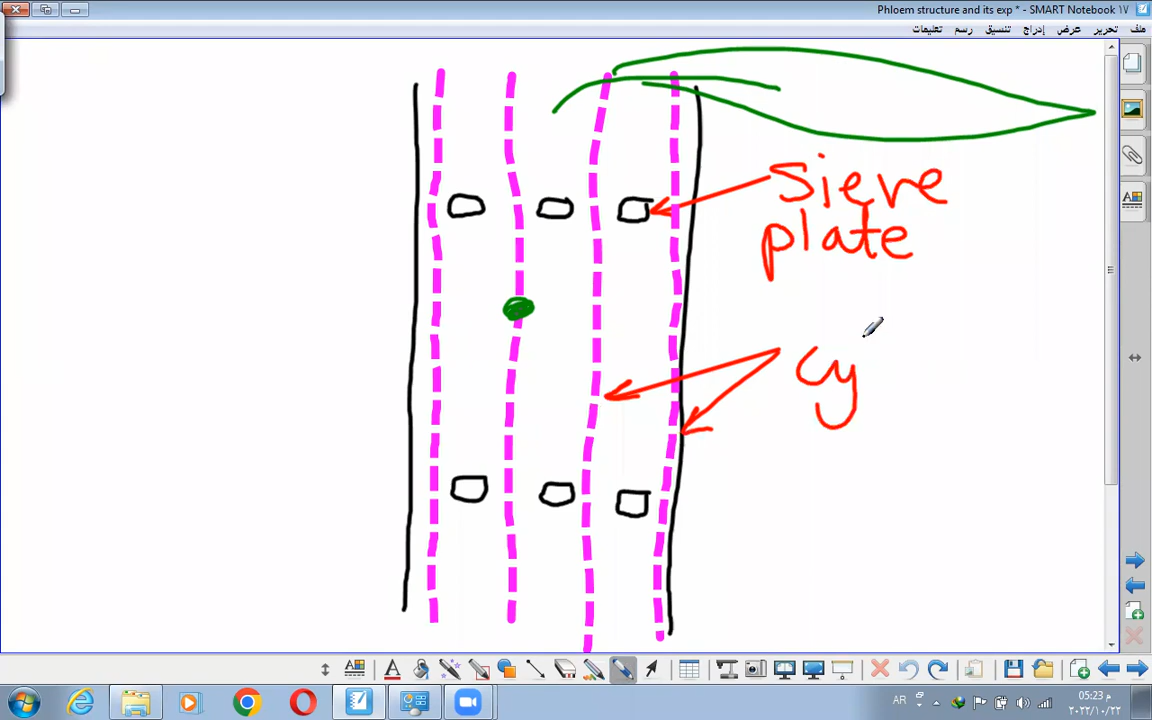 Phloem structure and its exp * - SMART Notebook ١٧
ملف تحرير عرض إدراج تنسيق رسم تعليمات
Sieve
plate
Cy
AR
05:23 م
٢٠٢٢/١٠/٢٢